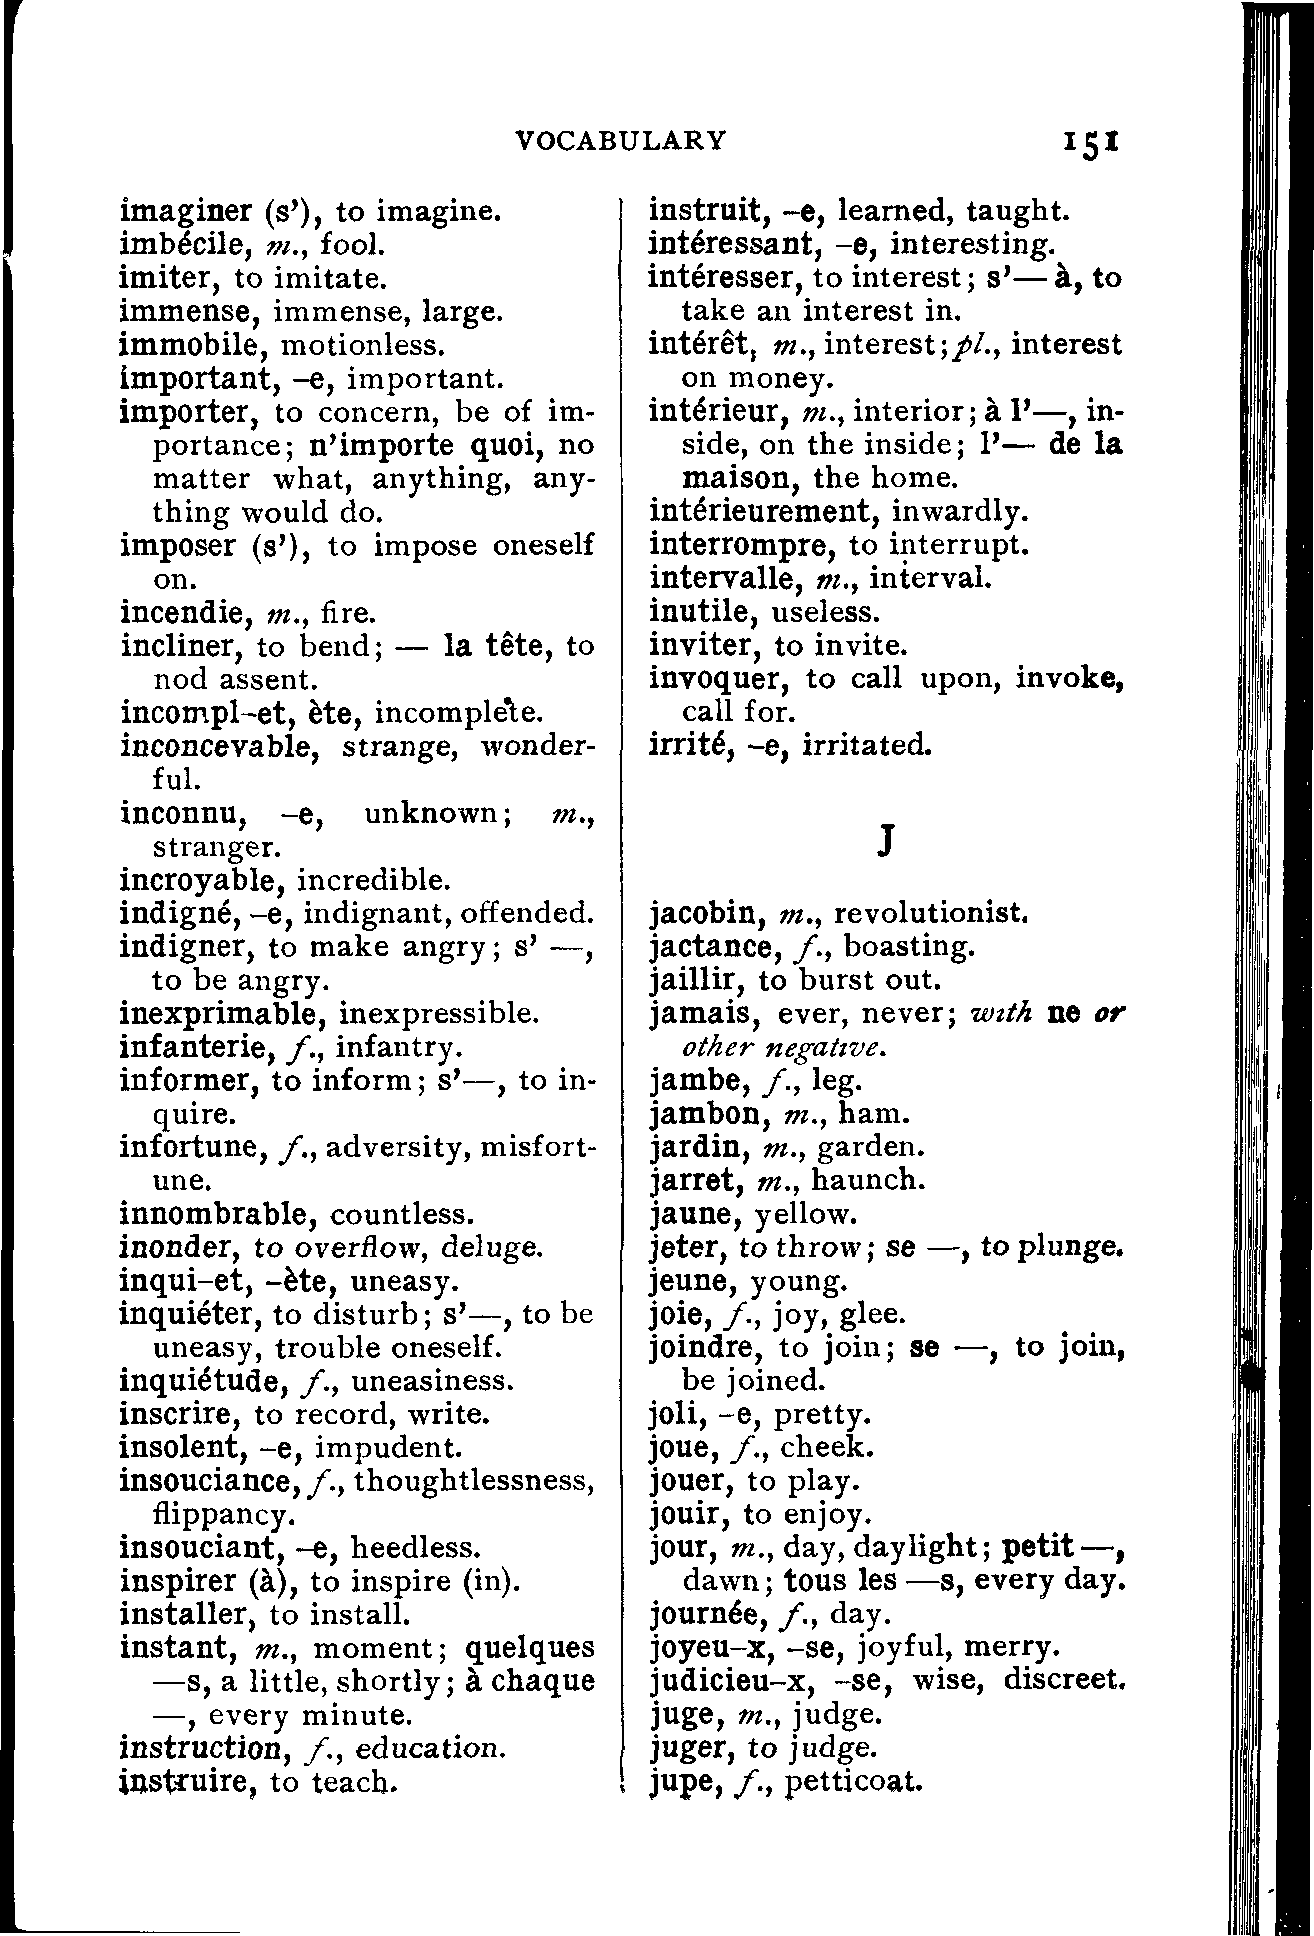 VOCABULARY 151
imaginer (s’), to imagine.
imbécile, m., fool.
imiter, to imitate.
immense, immense, large.
immobile, motionless.
important, –e, important.
importer, to concern, be of im-
portance; n’importe quoi, no
matter what, anything, any-
thing would do.
imposer (s’), to impose oneself
on.
incendie, m., fire.
incliner, to bend; — la tête, to
nod assent.
incompl–et, ète, incomplete.
inconcevable, strange, wonder-
ful.
inconnu, –e, unknown; m.,
stranger.
incroyable, incredible.
indigné, –e, indignant, offended.
indigner, to make angry; s’ —,
to be angry.
inexprimable, inexpressible.
infanterie, f., infantry.
informer, to inform; s’—, to in-
quire.
infortune, f., adversity, misfort-
une.
innombrable, countless.
inonder, to overflow, deluge.
inqui–et, –ète, uneasy.
inquiéter, to disturb; s’—, to be
uneasy, trouble oneself.
inquiétude, f., uneasiness.
inscrire, to record, write.
insolent, –e, impudent.
insouciance, f., thoughtlessness,
flippancy.
insouciant, –e, heedless.
inspirer (à), to inspire (in).
installer, to install.
instant, m., moment; quelques
—s, a little, shortly; à chaque
—, every minute.
instruction, f., education.
instruire, to teach.
instruit, –e, learned, taught.
intéressant, –e, interesting.
intéresser, to interest; s’— à, to
take an interest in.
intérêt, m., interest; pl., interest
on money.
intérieur, m., interior; à l’—, in-
side, on the inside; l’— de la
maison, the home.
intérieurement, inwardly.
interrompre, to interrupt.
intervalle, m., interval.
inutile, useless.
inviter, to invite.
invoquer, to call upon, invoke,
call for.
irrité, –e, irritated.
J
jacobin, m., revolutionist.
jactance, f., boasting.
jaillir, to burst out.
jamais, ever, never; with ne or
other negative.
jambe, f., leg.
jambon, m., ham.
jardin, m., garden.
jarret, m., haunch.
jaune, yellow.
jeter, to throw; se —, to plunge.
jeune, young.
joie, f., joy, glee.
joindre, to join; se —, to join,
be joined.
joli, –e, pretty.
joue, f., cheek.
jouer, to play.
jouir, to enjoy.
jour, m., day, daylight; petit —,
dawn; tous les —s, every day.
journée, f., day.
joyeu–x, –se, joyful, merry.
judicieu–x, –se, wise, discreet.
juge, m., judge.
juger, to judge.
jupe, f., petticoat.